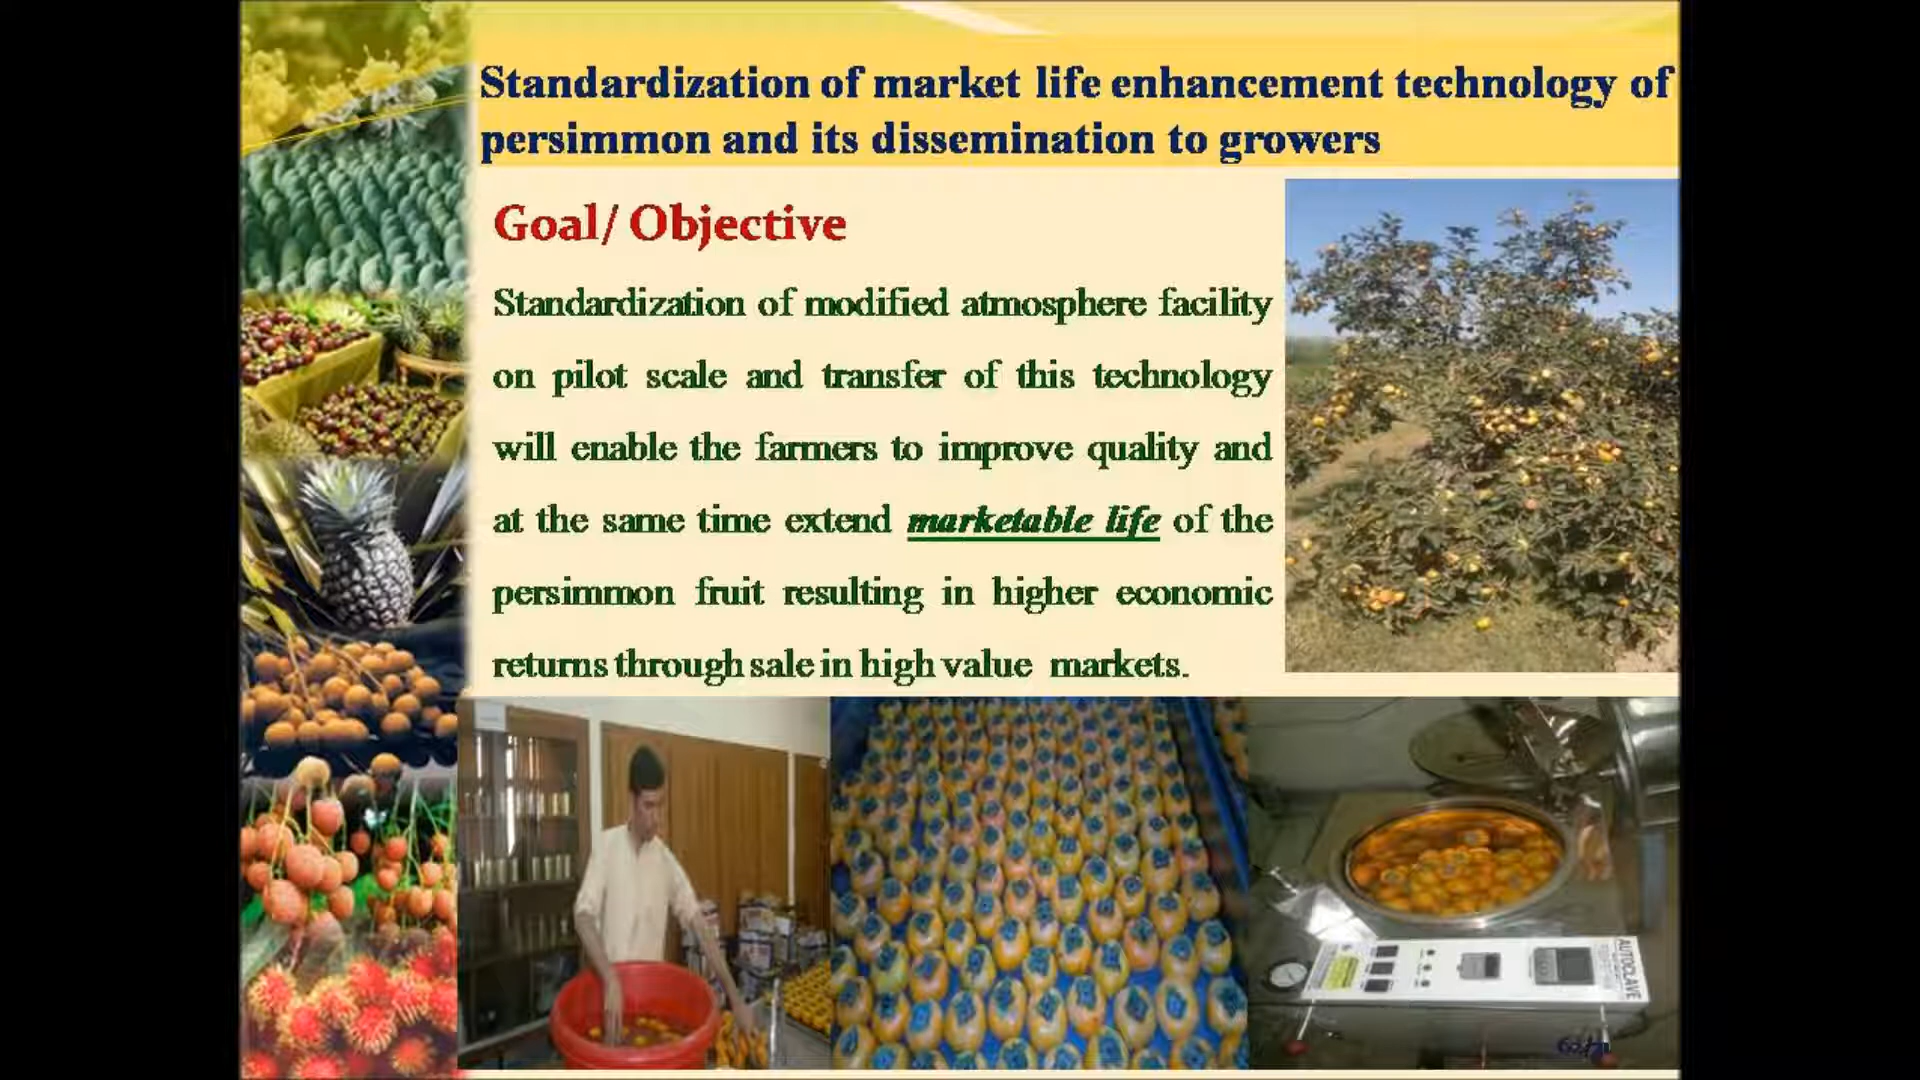 Standardization of market life enhancement technology of
persimmon and its dissemination to growers
Goal/ Objective
Standardization of modified atmosphere facility
on pilot scale and transfer of this technology
will enable the farmers to improve quality and
at the same time extend marketable life of the
persimmon fruit resulting in higher economic
returns through sale in high value markets.
AUTOCLAVE